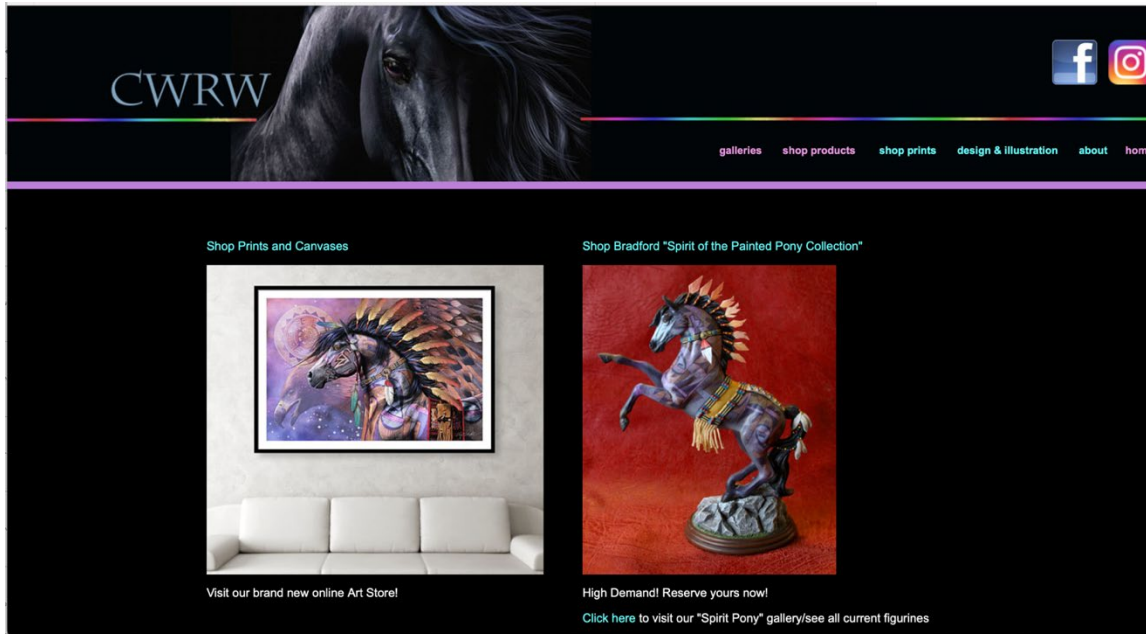 CWRW
galleries shop products shop prints design & illustration about hom
Shop Prints and Canvases
Visit our brand new online Art Store!
Shop Bradford "Spirit of the Painted Pony Collection"
High Demand! Reserve yours now!
Click here to visit our "Spirit Pony" gallery/see all current figurines